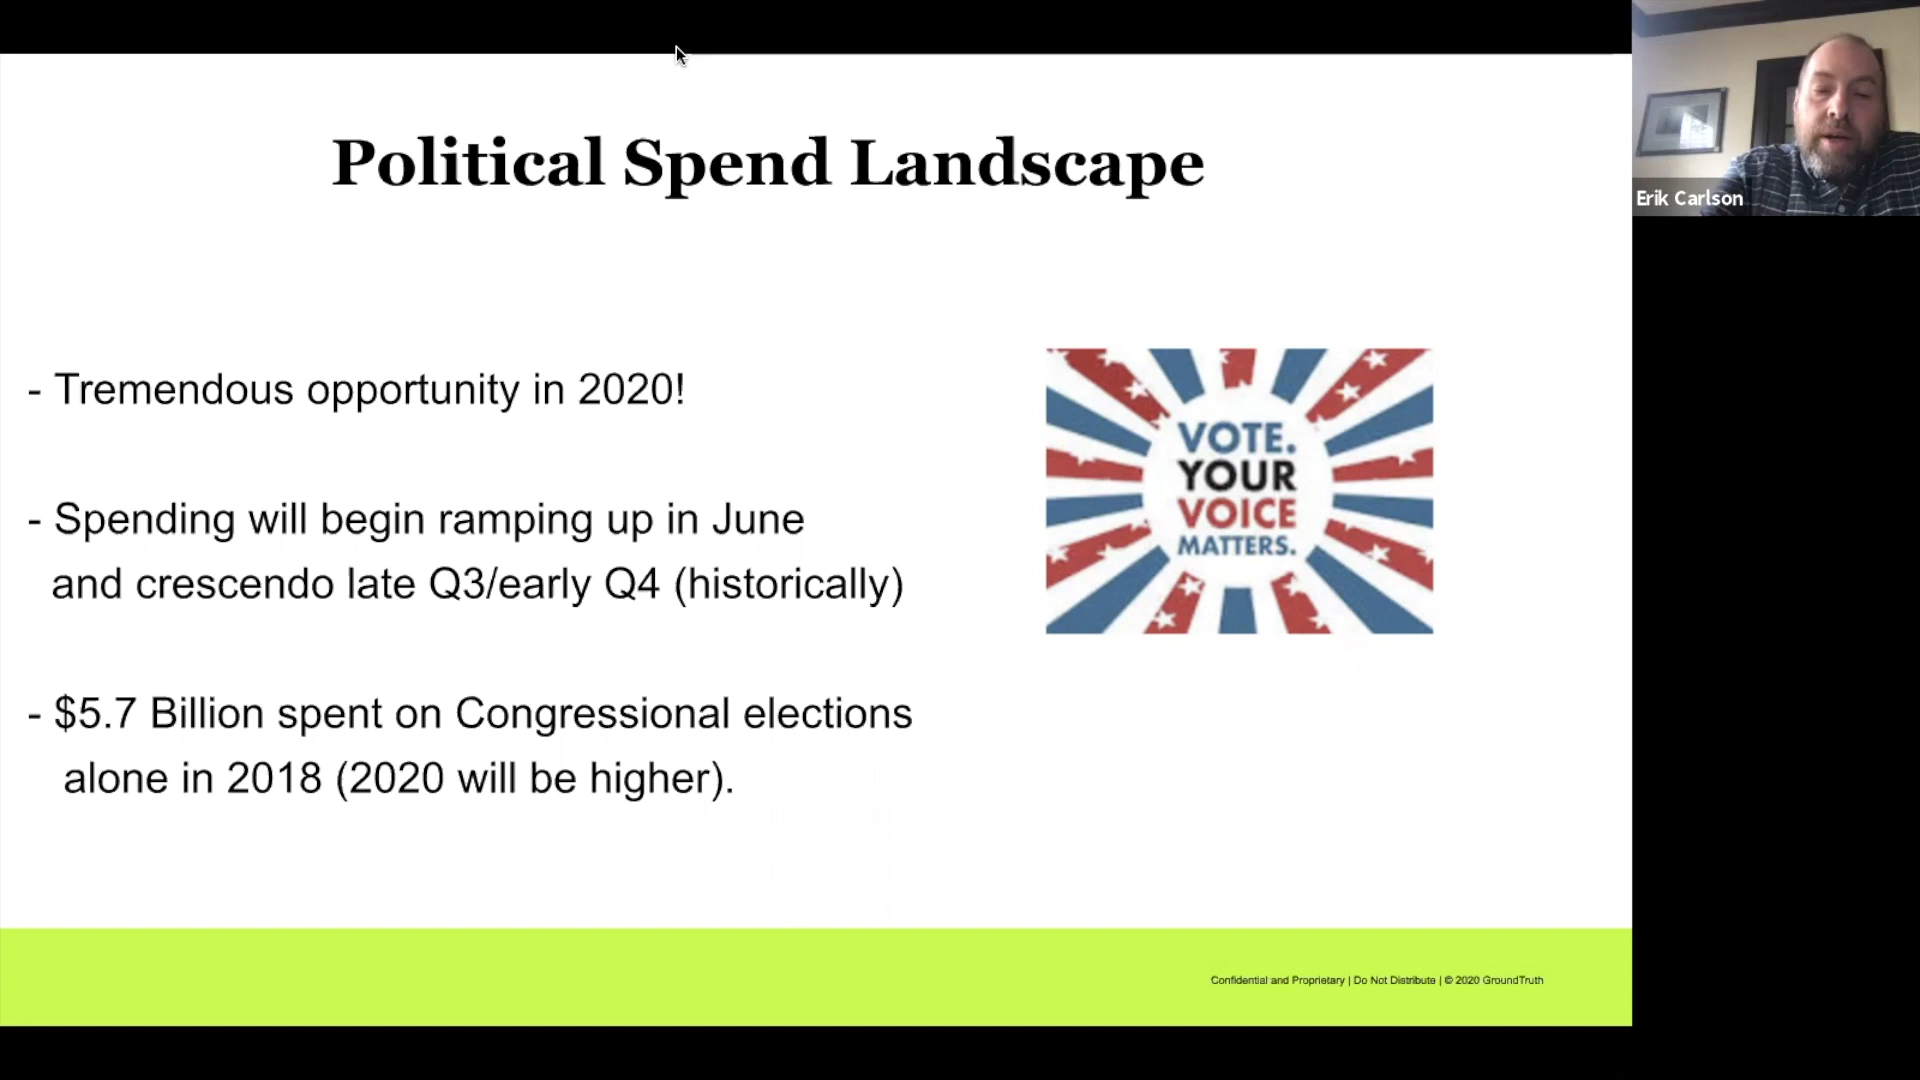 Political Spend Landscape
- Tremendous opportunity in 2020!
- Spending will begin ramping up in June
and crescendo late Q3/early Q4 (historically)
- $5.7 Billion spent on Congressional elections
alone in 2018 (2020 will be higher).
VOTE.
YOUR
VOICE
MATTERS.
Erik Carlson
Confidential and Proprietary | Do Not Distribute | © 2020 GroundTruth